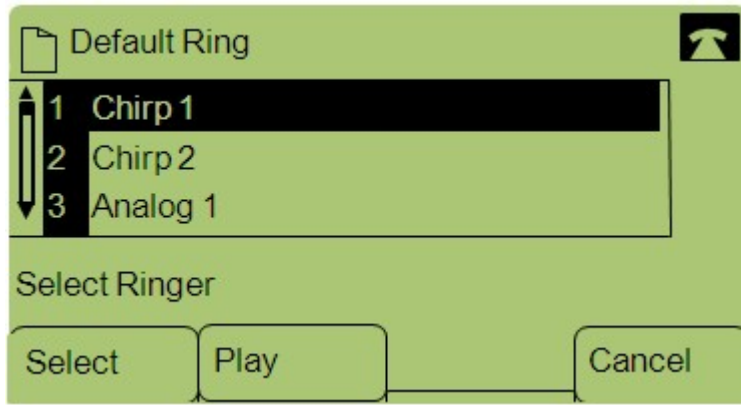 Default Ring
1 Chirp 1
2 Chirp 2
3 Analog 1
Select Ringer
Select Play Cancel